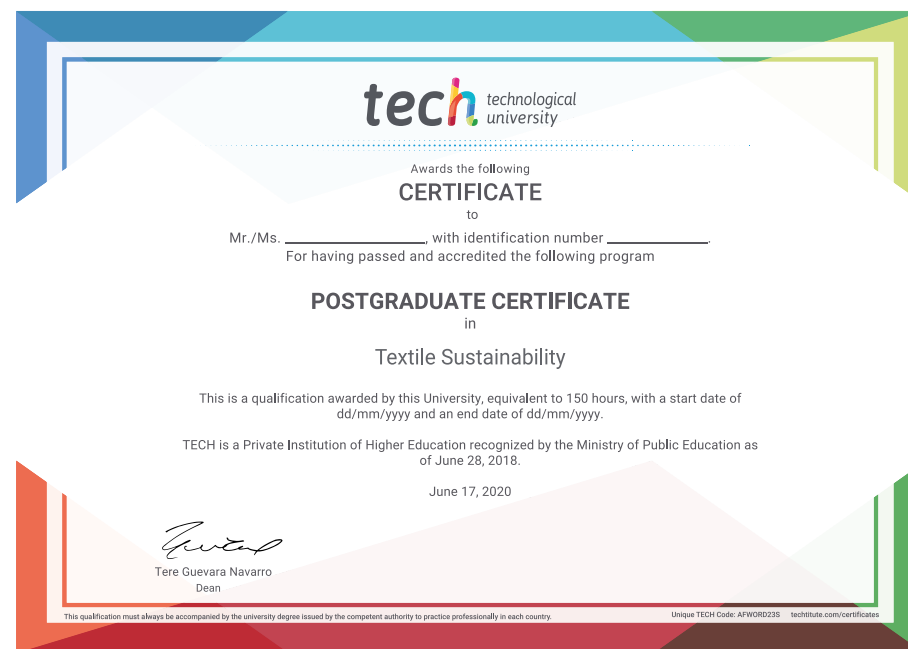 tech technological
university
Awards the following
CERTIFICATE
to
Mr./Ms. ____________________, with identification number ______________.
For having passed and accredited the following program
POSTGRADUATE CERTIFICATE
in
Textile Sustainability
This is a qualification awarded by this University, equivalent to 150 hours, with a start date of
dd/mm/yyyy and an end date of dd/mm/yyyy.
TECH is a Private Institution of Higher Education recognized by the Ministry of Public Education as
of June 28, 2018.
June 17, 2020
Tere Guevara Navarro
Dean
This qualification must always be accompanied by the university degree issued by the competent authority to practice professionally in each country.
Unique TECH Code: AFWORD23S techtitute.com/certificates